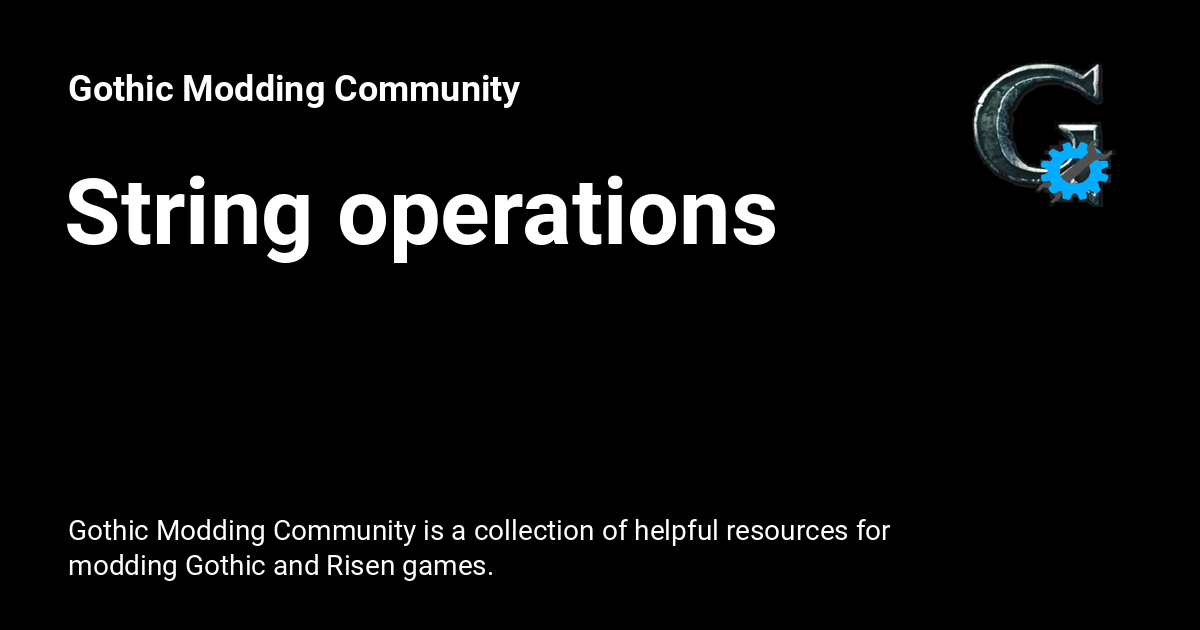 Gothic Modding Community
String operations
Gothic Modding Community is a collection of helpful resources for
modding Gothic and Risen games.